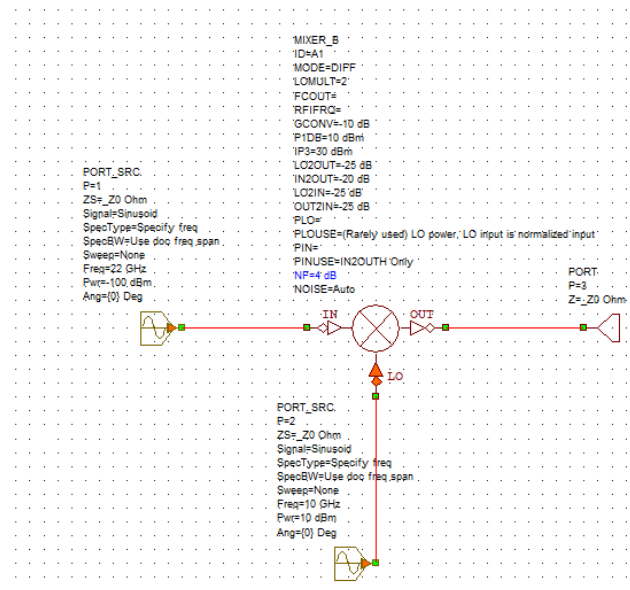 MIXER_B
ID=A1
MODE=DIFF
LOMULT=2
FCOUT=
RFIFRQ=
GCONV=-10 dB
P1DB=10 dBm
IP3=30 dBm
LO2OUT=-25 dB
IN2OUT=-20 dB
LO2IN=-25 dB
OUT2IN=-25 dB
PLO=
PLOUSE=(Rarely used) LO power, LO input is normalized input
PIN=
PINUSE=IN2OUTH Only
NF=4 dB
NOISE=Auto
PORT_SRC
P=1
ZS=_Z0 Ohm
Signal=Sinusoid
SpecType=Specify freq
SpecBW=Use doc freq span
Sweep=None
Freq=22 GHz
Pwr=-100 dBm
Ang={0} Deg
PORT
P=3
Z=_Z0 Ohm
IN
OUT
LO
PORT_SRC
P=2
ZS=_Z0 Ohm
Signal=Sinusoid
SpecType=Specify freq
SpecBW=Use doc freq span
Sweep=None
Freq=10 GHz
Pwr=10 dBm
Ang={0} Deg